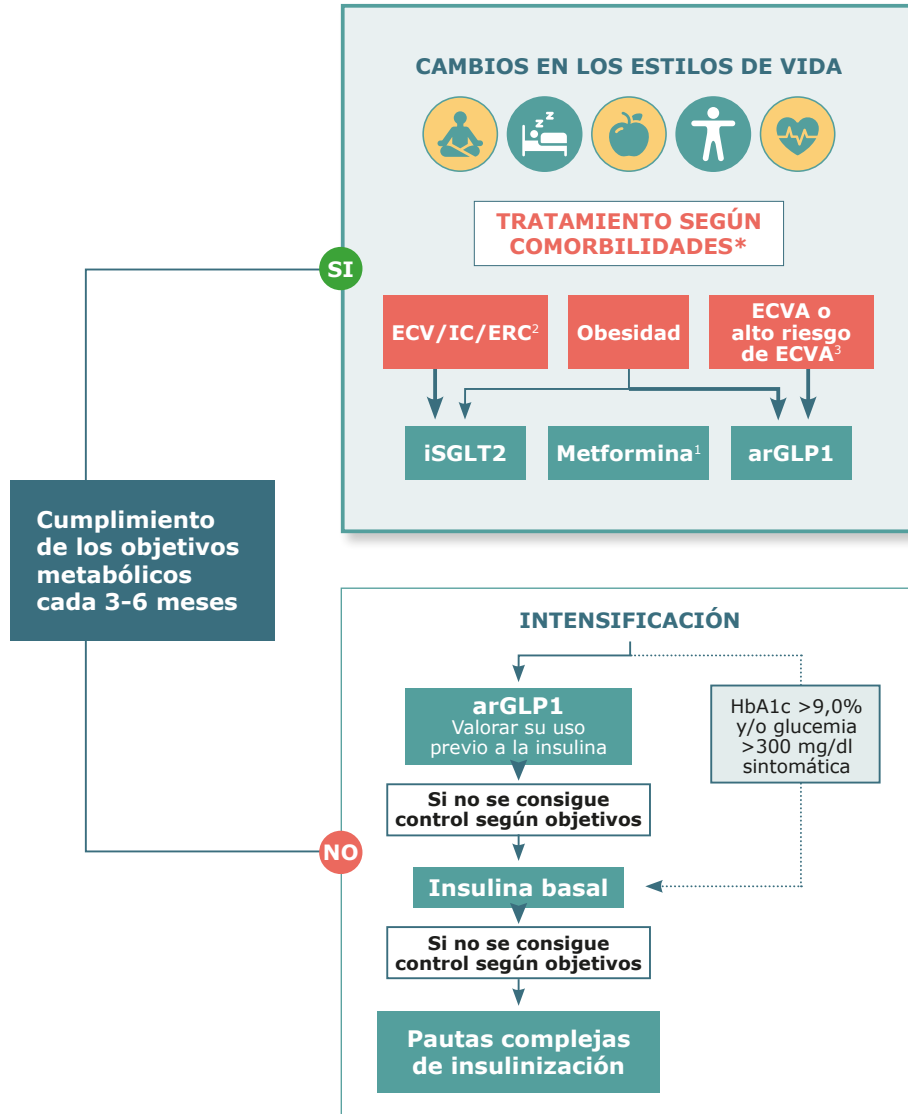 CAMBIOS EN LOS ESTILOS DE VIDA
z
z
z
TRATAMIENTO SEGÚN
COMORBILIDADES*
SI
ECV/IC/ERC²
Obesidad
ECVA o
alto riesgo
de ECVA³
iSGLT2
Metformina¹
arGLP1
Cumplimiento
de los objetivos
metabólicos
cada 3-6 meses
INTENSIFICACIÓN
arGLP1
Valorar su uso
previo a la insulina
HbA1c >9,0%
y/o glucemia
>300 mg/dl
sintomática
Si no se consigue
control según objetivos
NO
Insulina basal
Si no se consigue
control según objetivos
Pautas complejas
de insulinización